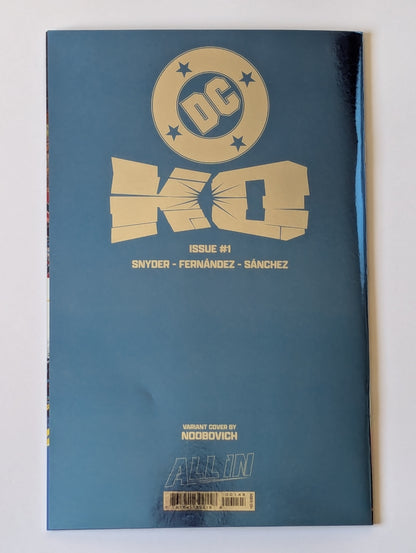 DC
KO
ISSUE #1
SNYDER - FERNÁNDEZ - SÁNCHEZ
VARIANT COVER BY
NOOBOVICH
ALL IN